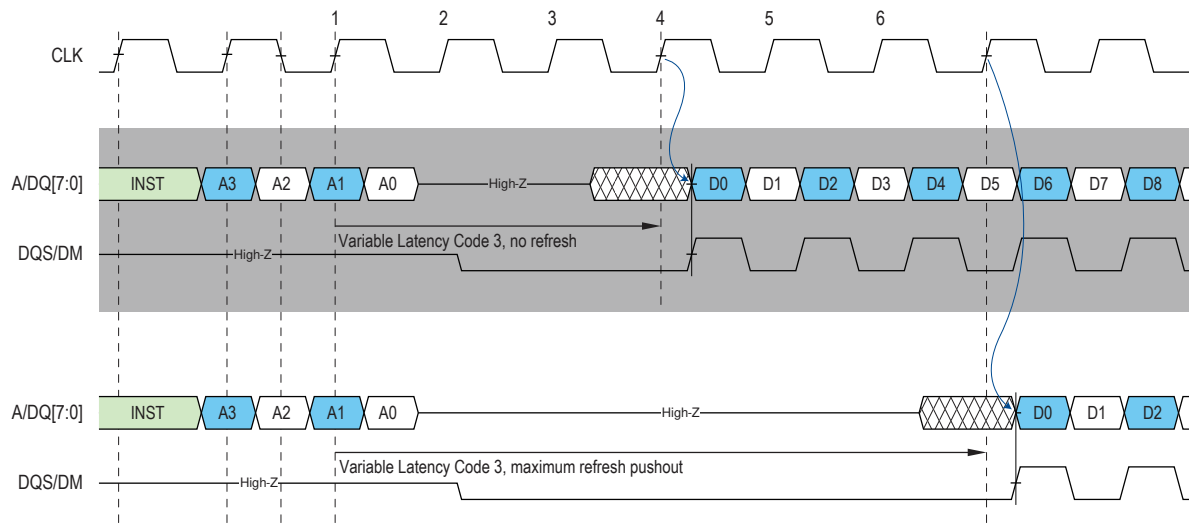 1 2 3 4 5 6
CLK
A/DQ[7:0] INST A3 A2 A1 A0 High-Z D0 D1 D2 D3 D4 D5 D6 D7 D8
Variable Latency Code 3, no refresh
DQS/DM High-Z
A/DQ[7:0] INST A3 A2 A1 A0 High-Z D0 D1 D2
Variable Latency Code 3, maximum refresh pushout
DQS/DM High-Z